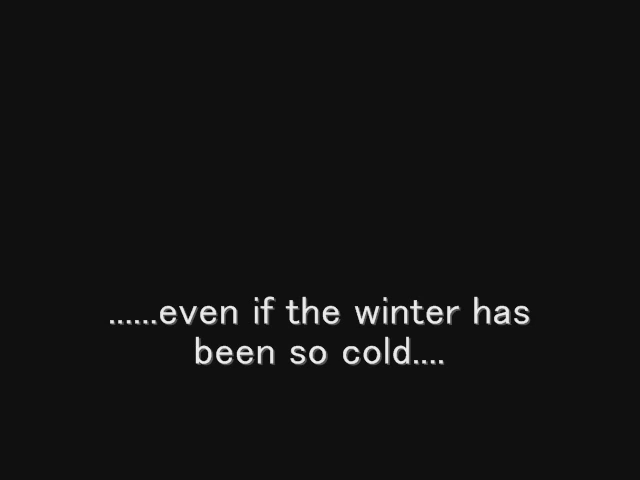 ......even if the winter has
been so cold....